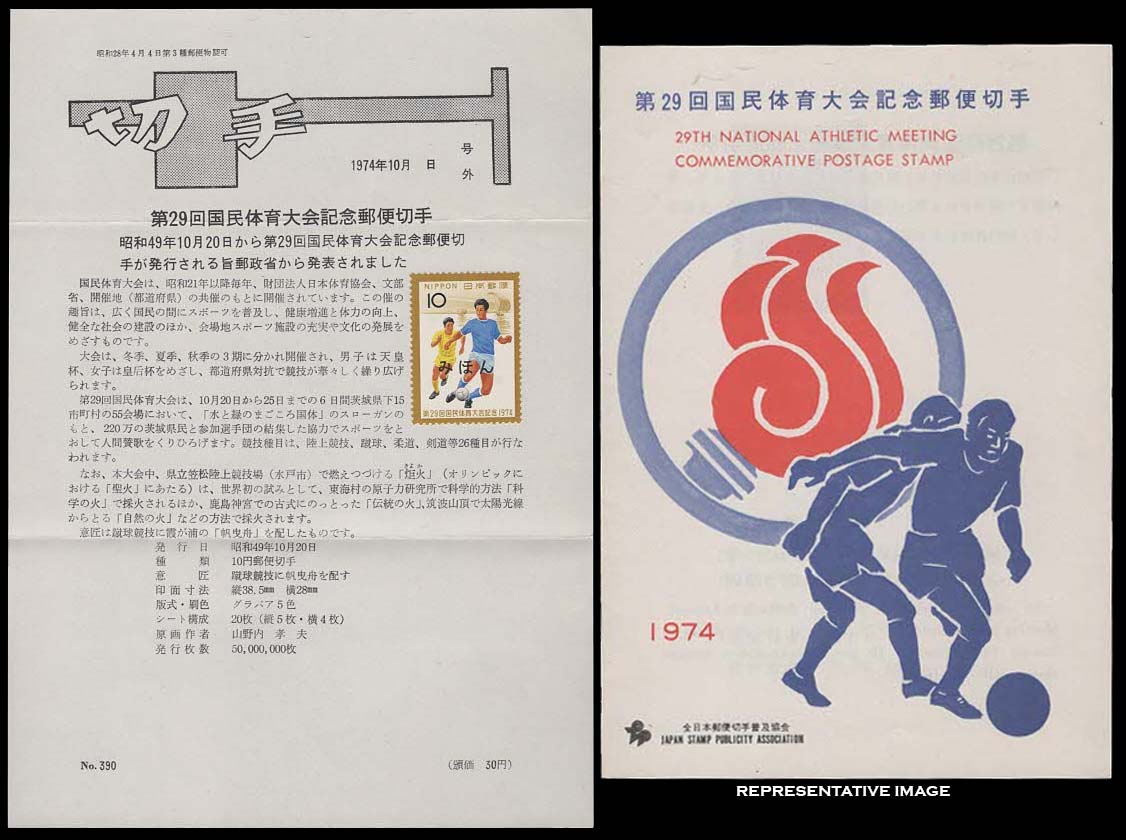 昭和28年4月4日第3種郵便物認可
切手
1974年10月 日
号外
第29回国民体育大会記念郵便切手
昭和49年10月20日から第29回国民体育大会記念郵便切
手が発行される旨郵政省から発表されました
国民体育大会は、昭和21年以降毎年、財団法人日本体育協会、文部
省、開催地（都道府県）の共催のもとに開催されています。この催の
趣旨は、広く国民の間にスポーツを普及し、健康増進と体力の向上、
健全な社会の建設のほか、会場地スポーツ施設の充実や文化の発展を
めざすものです。
大会は、冬季、夏季、秋季の3期に分かれ開催され、男子は天皇
杯、女子は皇后杯をめざし、都道府県対抗で競技が華々しく繰り広げ
られます。
第29回国民体育大会は、10月20日から25日までの6日間茨城県下15
市町村の55会場において、「水と緑のまごころ国体」のスローガンの
もと、220万の茨城県民と参加選手団の結集した協力でスポーツをと
おして人間賛歌をくりひろげます。競技種目は、陸上競技、蹴球、柔道、剣道等26種目が行な
われます。
なお、本大会中、県立笠松陸上競技場（水戸市）で燃えつづける「炬火」（オリンピックに
おける「聖火」にあたる）は、世界初の試みとして、東海村の原子力研究所で科学的方法「科
学の火」で採火されるほか、鹿島神宮での古式にのっとった「伝統の火」、筑波山頂で太陽光線
からとる「自然の火」などの方法で採火されます。
意匠は蹴球競技に霞が浦の「帆曳舟」を配したものです。
発行日 昭和49年10月20日
種類 10円郵便切手
意匠 蹴球競技に帆曳舟を配す
印面寸法 縦38.5㎜ 横28㎜
版式・刷色 グラビア5色
シート構成 20枚（縦5枚・横4枚）
原画作者 山野内 孝夫
発行枚数 50,000,000枚
No. 390
（頒価 30円）
NIPPON 日本郵便
10
みほん
第29回国民体育大会記念1974
第29回国民体育大会記念郵便切手
29TH NATIONAL ATHLETIC MEETING
COMMEMORATIVE POSTAGE STAMP
1974
全日本郵便切手普及協会
JAPAN STAMP PUBLICITY ASSOCIATION
REPRESENTATIVE IMAGE